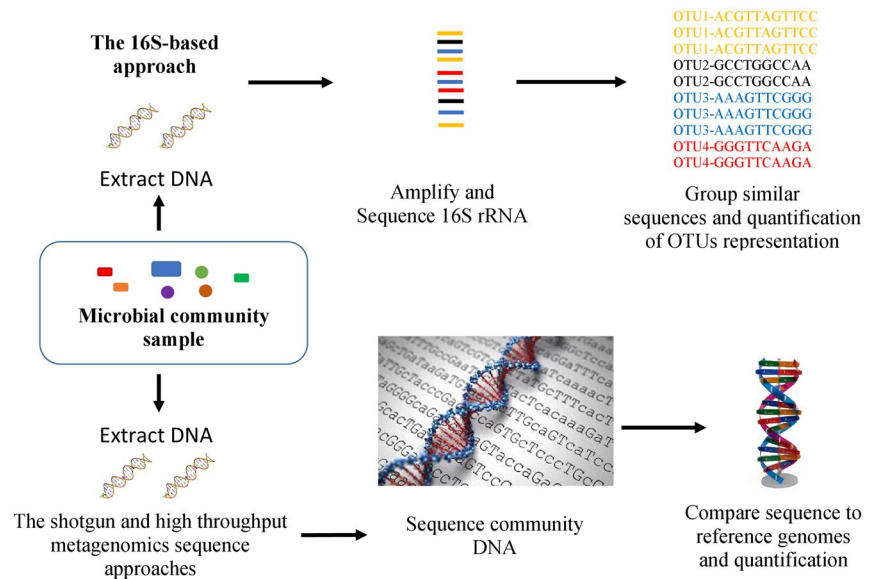 The 16S-based
approach
Extract DNA
Amplify and
Sequence 16S rRNA
OTU1-ACGTTAGTTCC
OTU1-ACGTTAGTTCC
OTU1-ACGTTAGTTCC
OTU2-GCCTGGCCAA
OTU2-GCCTGGCCAA
OTU3-AAAGTTCGGG
OTU3-AAAGTTCGGG
OTU3-AAAGTTCGGG
OTU4-GGGTTCAAGA
OTU4-GGGTTCAAGA
Group similar
sequences and quantification
of OTUs representation
Microbial community
sample
Extract DNA
The shotgun and high throughput
metagenomics sequence
approaches
Sequence community
DNA
Compare sequence to
reference genomes
and quantification